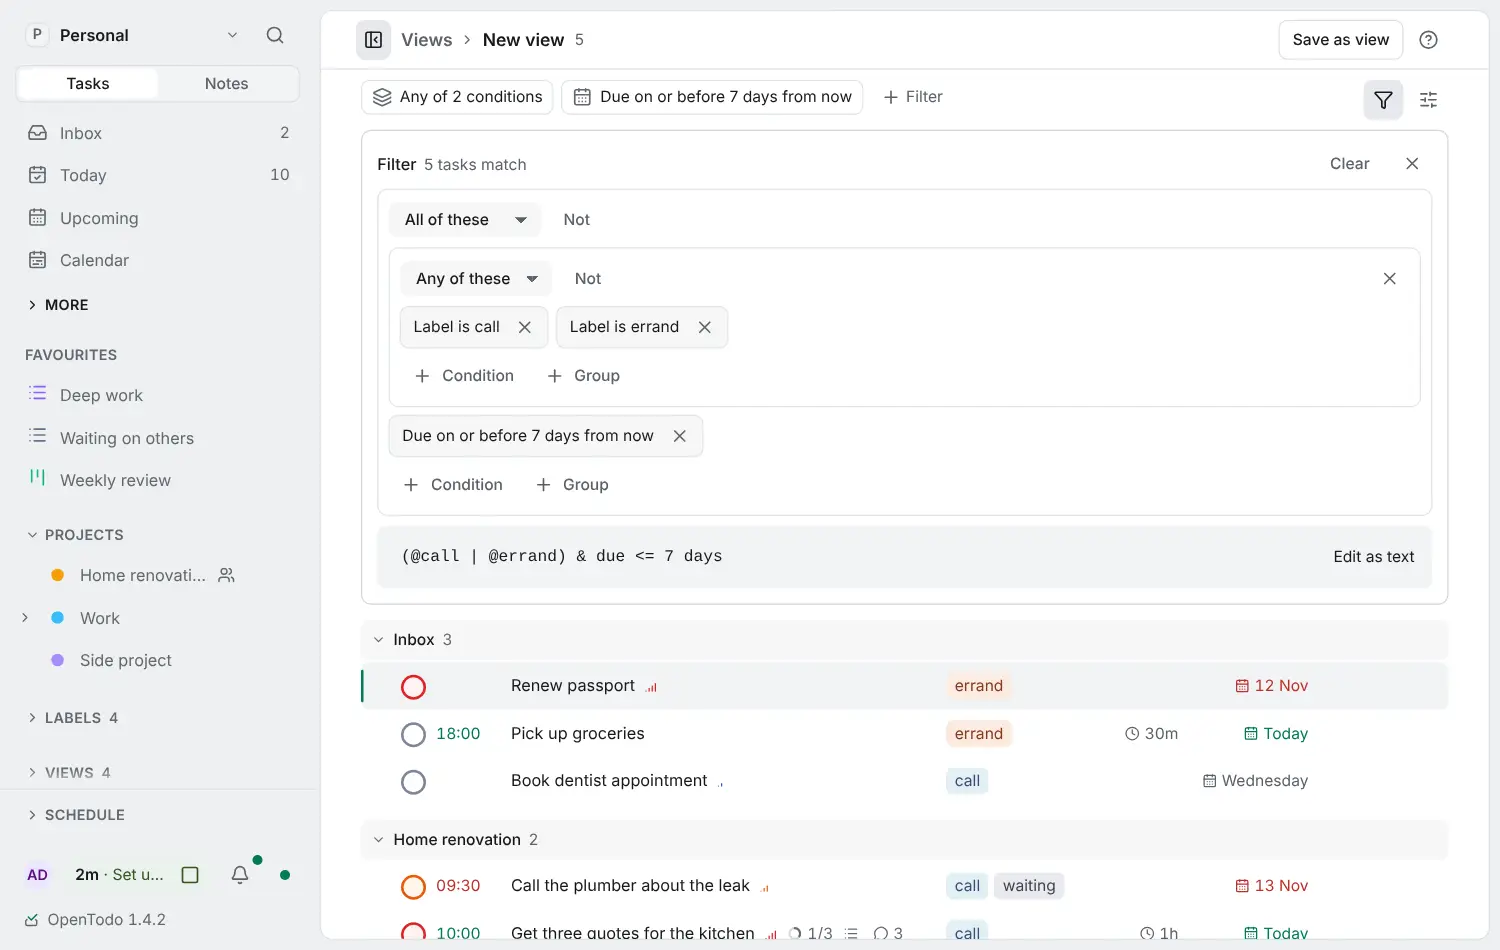 P Personal
Tasks Notes
Inbox 2
Today 10
Upcoming
Calendar
MORE
FAVOURITES
Deep work
Waiting on others
Weekly review
PROJECTS
Home renovati...
Work
Side project
LABELS 4
VIEWS 4
SCHEDULE
AD 2m · Set u...
OpenTodo 1.4.2
Views New view 5
Save as view
Any of 2 conditions Due on or before 7 days from now Filter
Filter 5 tasks match
Clear
All of these Not
Any of these Not
Label is call Label is errand
Condition Group
Due on or before 7 days from now
Condition Group
(@call | @errand) & due <= 7 days
Edit as text
Inbox 3
Renew passport errand 12 Nov
18:00 Pick up groceries errand 30m Today
Book dentist appointment call Wednesday
Home renovation 2
09:30 Call the plumber about the leak call waiting 13 Nov
10:00 Get three quotes for the kitchen 1/3 3 call 1h Today